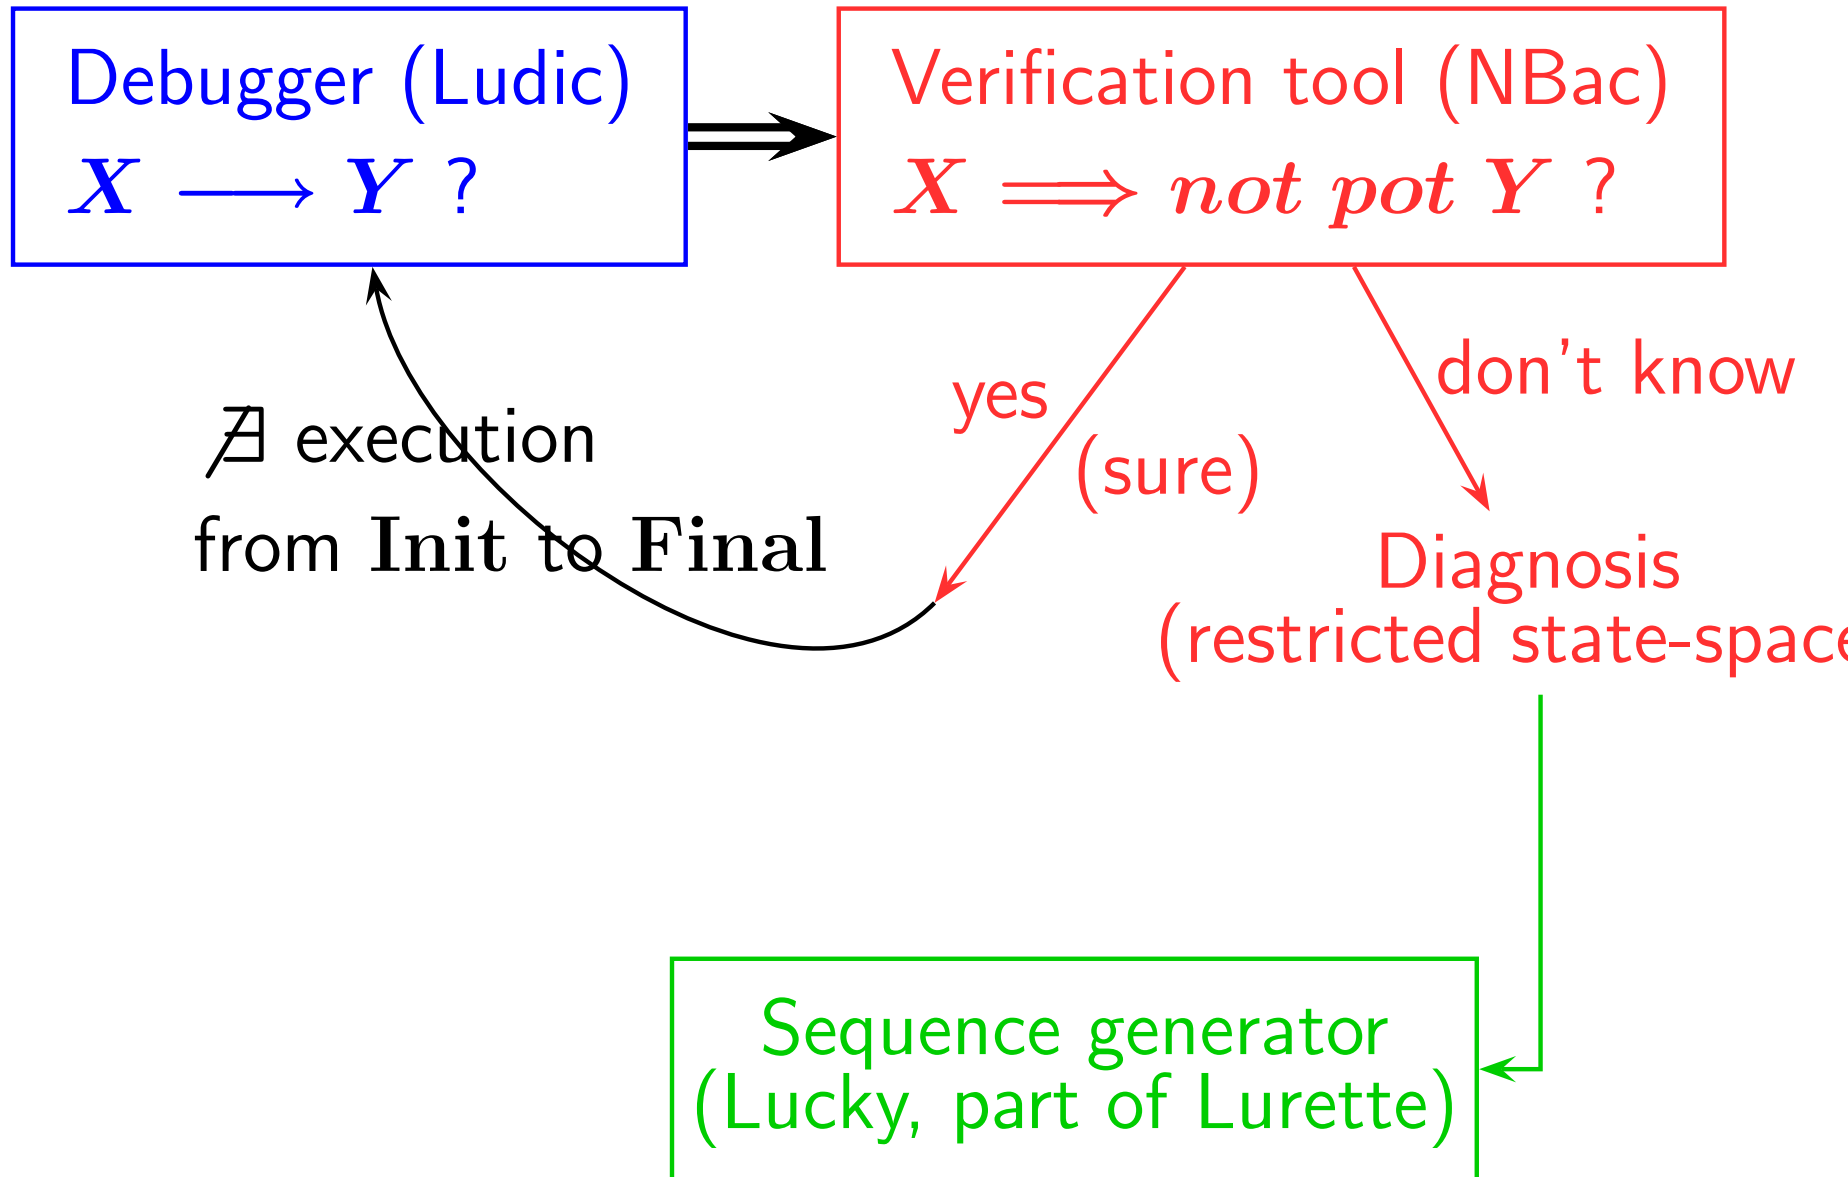 Debugger (Ludic)
X ⟶ Y ?
Verification tool (NBac)
X ⟹ not pot Y ?
yes
(sure)
don't know
∄ execution
from Init to Final
Diagnosis
(restricted state-space
Sequence generator
(Lucky, part of Lurette)